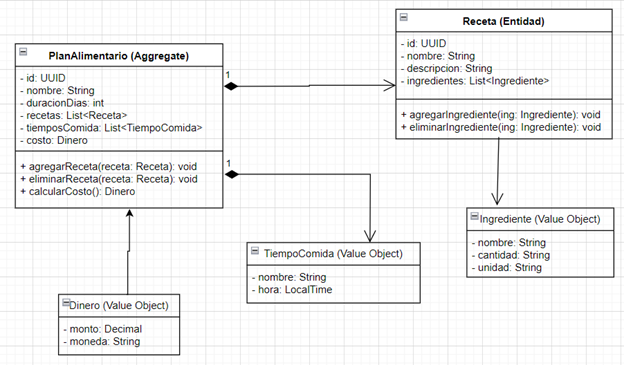 PlanAlimentario (Aggregate)
- id: UUID
- nombre: String
- duracionDias: int
- recetas: List<Receta>
- tiemposComida: List<TiempoComida>
- costo: Dinero
+ agregarReceta(receta: Receta): void
+ eliminarReceta(receta: Receta): void
+ calcularCosto(): Dinero
1
1
Receta (Entidad)
- id: UUID
- nombre: String
- descripcion: String
- ingredientes: List<Ingrediente>
+ agregarIngrediente(ing: Ingrediente): void
+ eliminarIngrediente(ing: Ingrediente): void
Ingrediente (Value Object)
- nombre: String
- cantidad: String
- unidad: String
TiempoComida (Value Object)
- nombre: String
- hora: LocalTime
Dinero (Value Object)
- monto: Decimal
- moneda: String